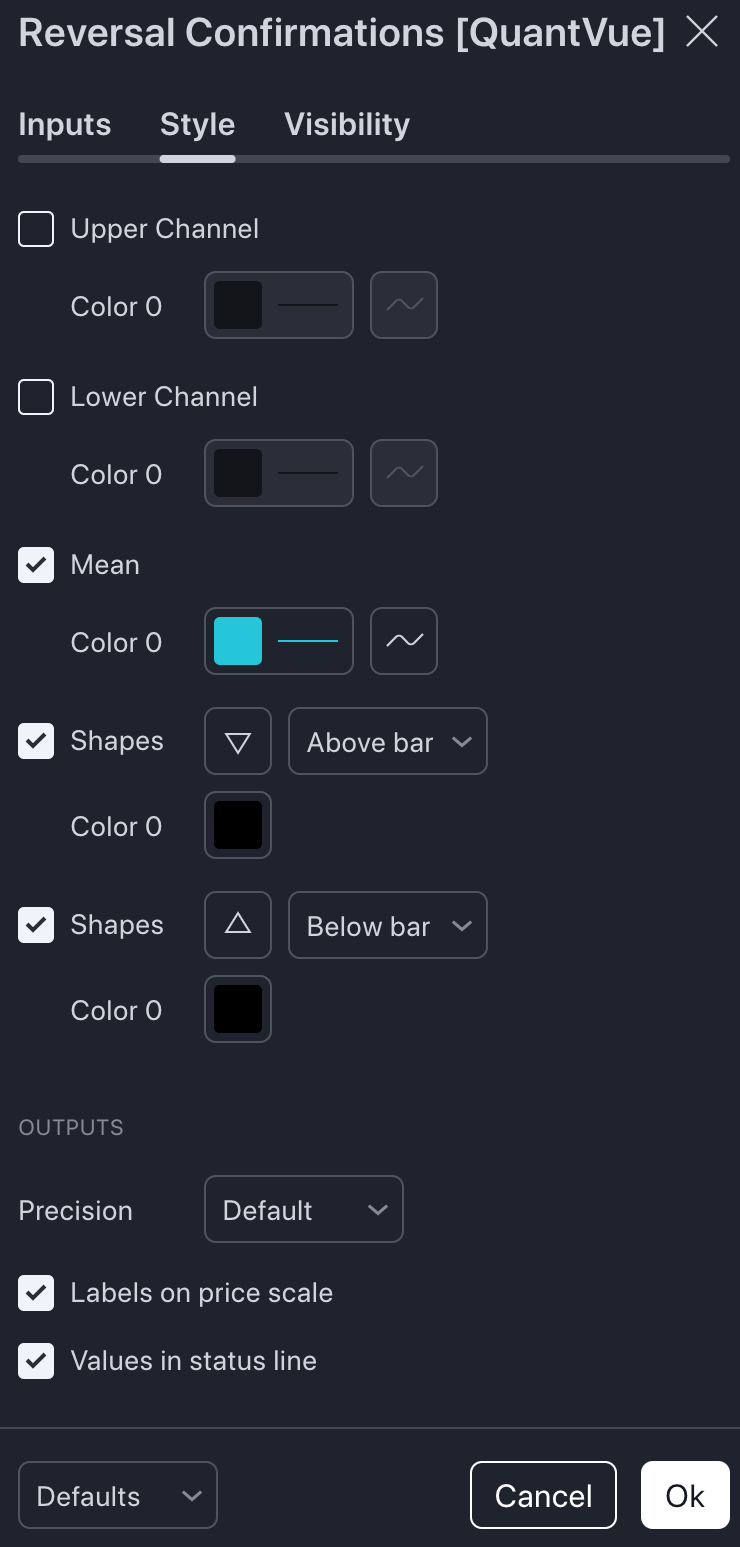 Reversal Confirmations [QuantVue]
Inputs Style Visibility
Upper Channel
Color 0
Lower Channel
Color 0
Mean
Color 0
Shapes Above bar
Color 0
Shapes Below bar
Color 0
OUTPUTS
Precision Default
Labels on price scale
Values in status line
Defaults Cancel Ok